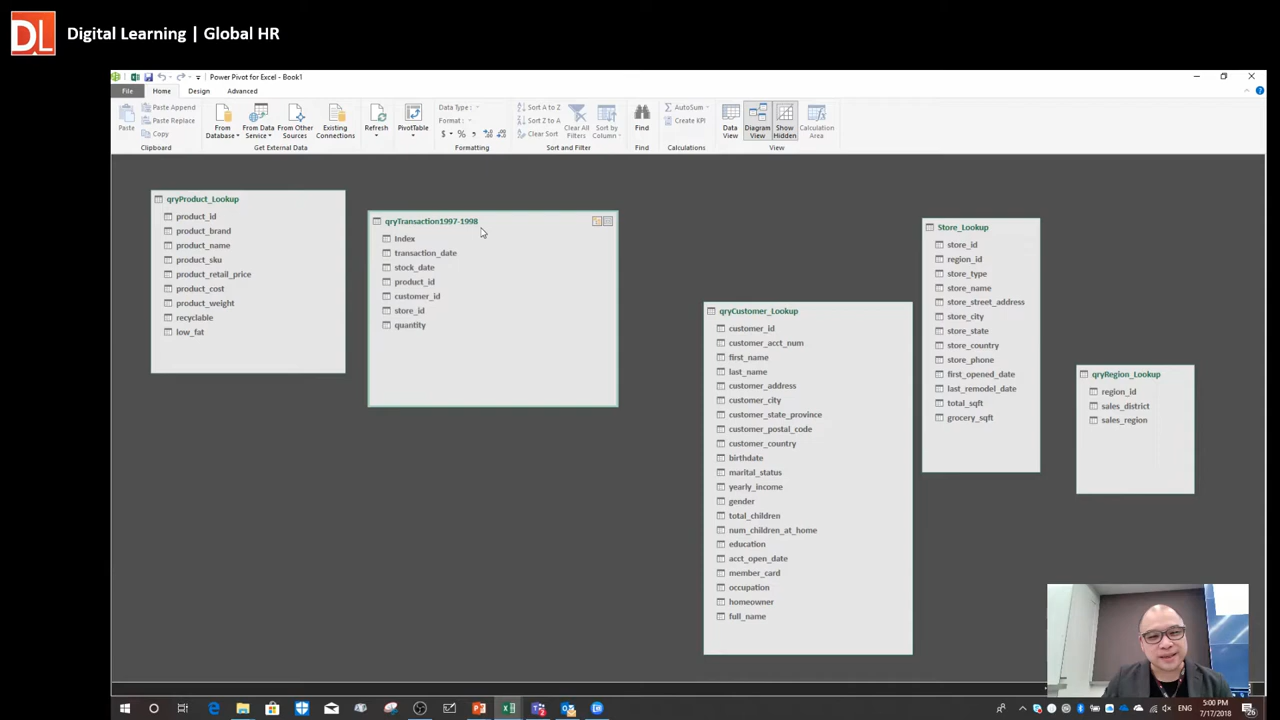 DL
Digital Learning | Global HR
Power Pivot for Excel - Book1
File
Home
Design
Advanced
Paste
Paste Append
Paste Replace
Copy
Clipboard
From Database
From Data Service
From Other Sources
Existing Connections
Get External Data
Refresh
PivotTable
Data Type :
Format :
$ % ,
Formatting
Sort A to Z
Sort Z to A
Clear Sort
Clear All Filters
Sort by Column
Sort and Filter
Find
Find
AutoSum
Create KPI
Calculations
Data View
Diagram View
Show Hidden
Calculation Area
View
qryProduct_Lookup
product_id
product_brand
product_name
product_sku
product_retail_price
product_cost
product_weight
recyclable
low_fat
qryTransaction1997-1998
Index
transaction_date
stock_date
product_id
customer_id
store_id
quantity
qryCustomer_Lookup
customer_id
customer_acct_num
first_name
last_name
customer_address
customer_city
customer_state_province
customer_postal_code
customer_country
birthdate
marital_status
yearly_income
gender
total_children
num_children_at_home
education
acct_open_date
member_card
occupation
homeowner
full_name
Store_Lookup
store_id
region_id
store_type
store_name
store_street_address
store_city
store_state
store_country
store_phone
first_opened_date
last_remodel_date
total_sqft
grocery_sqft
qryRegion_Lookup
region_id
sales_district
sales_region
ENG
5:00 PM
7/17/2018
26